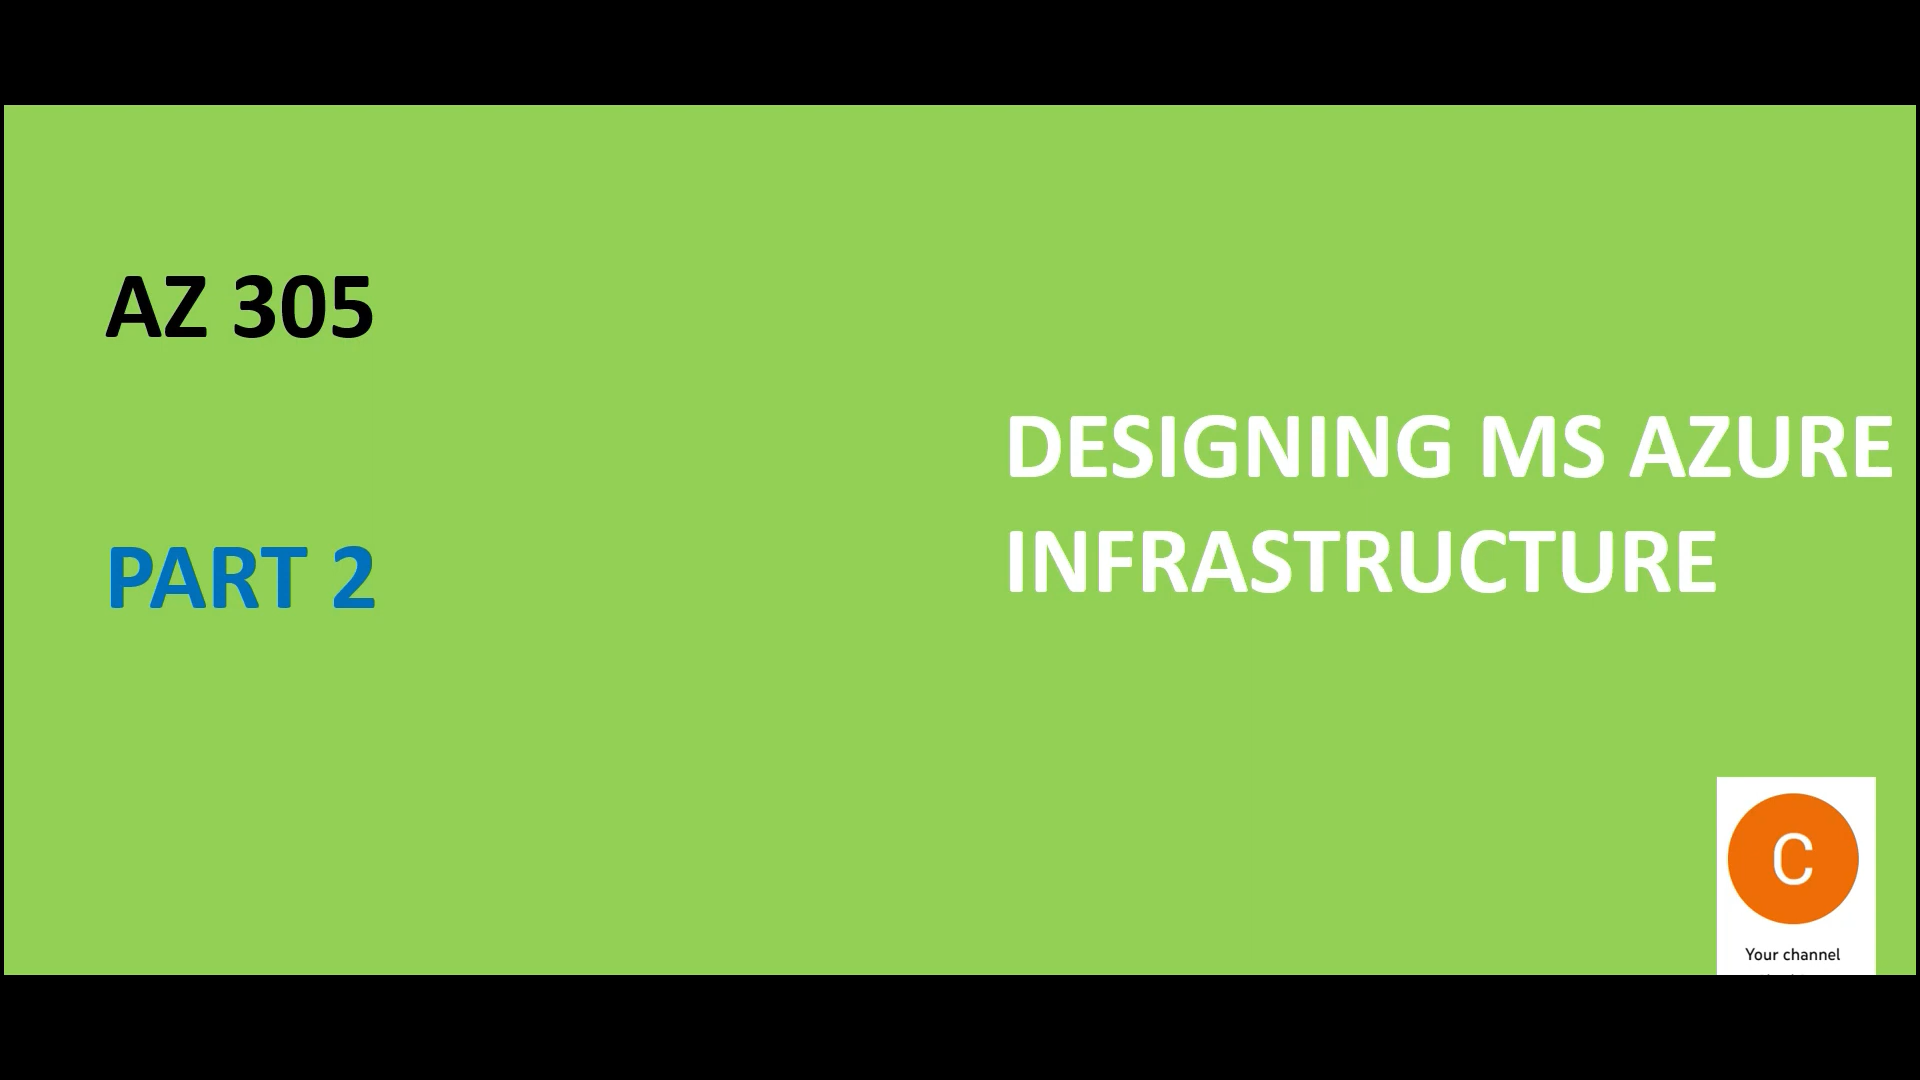 AZ 305
PART 2
DESIGNING MS AZURE
INFRASTRUCTURE
C
Your channel